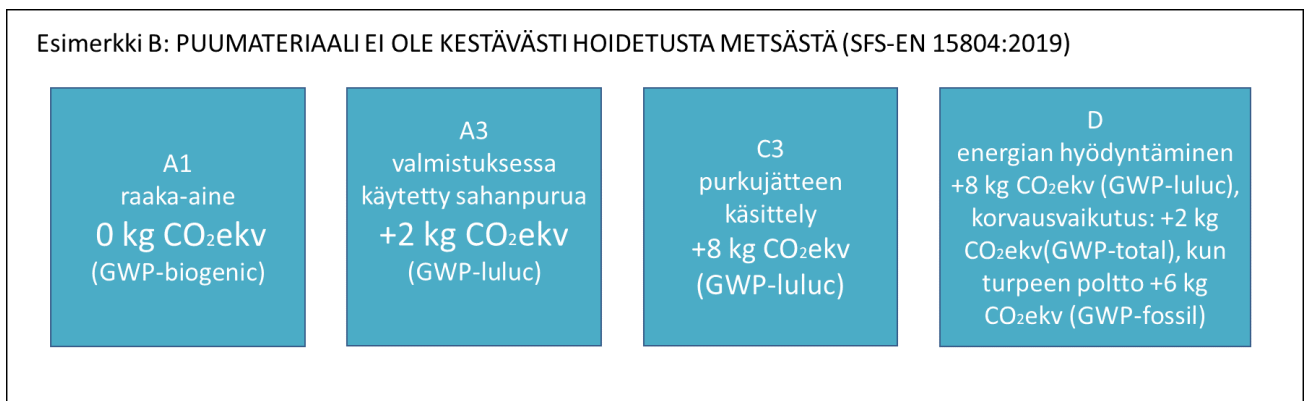 Esimerkki B: PUUMATERIAALI EI OLE KESTÄVÄSTI HOIDETUSTA METSÄSTÄ (SFS-EN 15804:2019)
A1
raaka-aine
0 kg CO₂ekv
(GWP-biogenic)
A3
valmistuksessa
käytetty sahanpurua
+2 kg CO₂ekv
(GWP-luluc)
C3
purkujätteen
käsittely
+8 kg CO₂ekv
(GWP-luluc)
D
energian hyödyntäminen
+8 kg CO₂ekv (GWP-luluc),
korvausvaikutus: +2 kg
CO₂ekv(GWP-total), kun
turpeen poltto +6 kg
CO₂ekv (GWP-fossil)